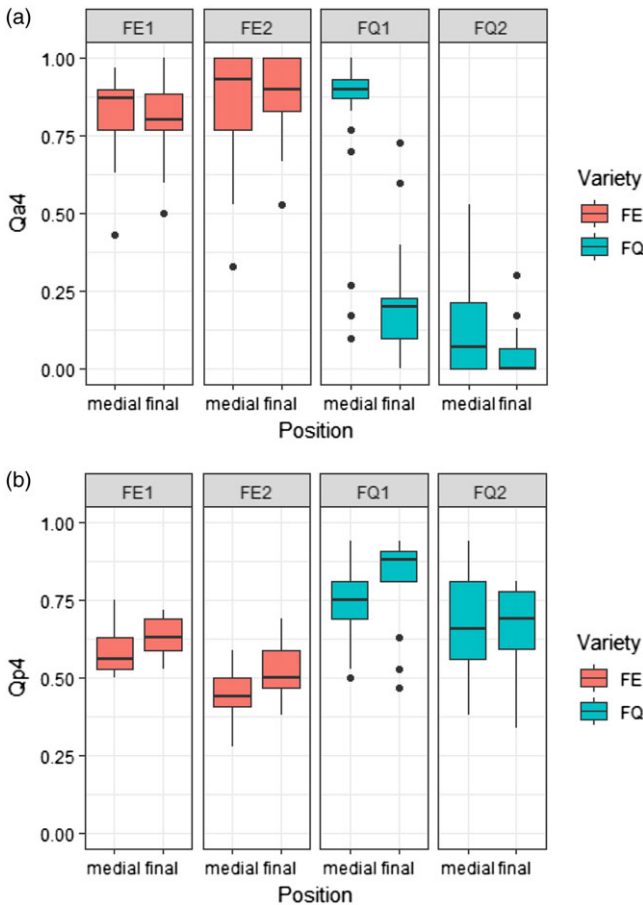 (a)
FE1 FE2 FQ1 FQ2
1.00
0.75
0.50
0.25
0.00
Qa4
medial final medial final medial final medial final
Position
Variety
FE
FQ
(b)
FE1 FE2 FQ1 FQ2
1.00
0.75
0.50
0.25
0.00
Qp4
medial final medial final medial final medial final
Position
Variety
FE
FQ